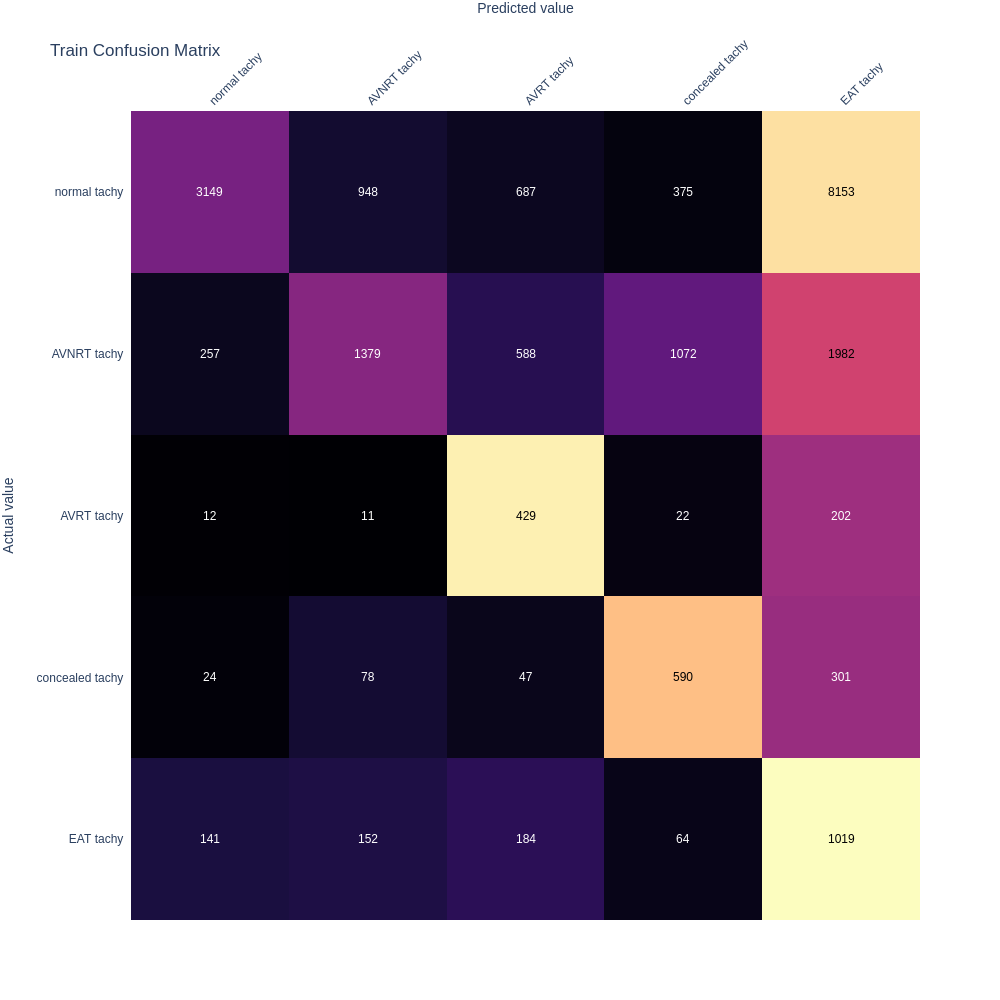 Predicted value
Train Confusion Matrix
normal tachy
AVNRT tachy
AVRT tachy
concealed tachy
EAT tachy
Actual value
normal tachy 3149 948 687 375 8153
AVNRT tachy 257 1379 588 1072 1982
AVRT tachy 12 11 429 22 202
concealed tachy 24 78 47 590 301
EAT tachy 141 152 184 64 1019